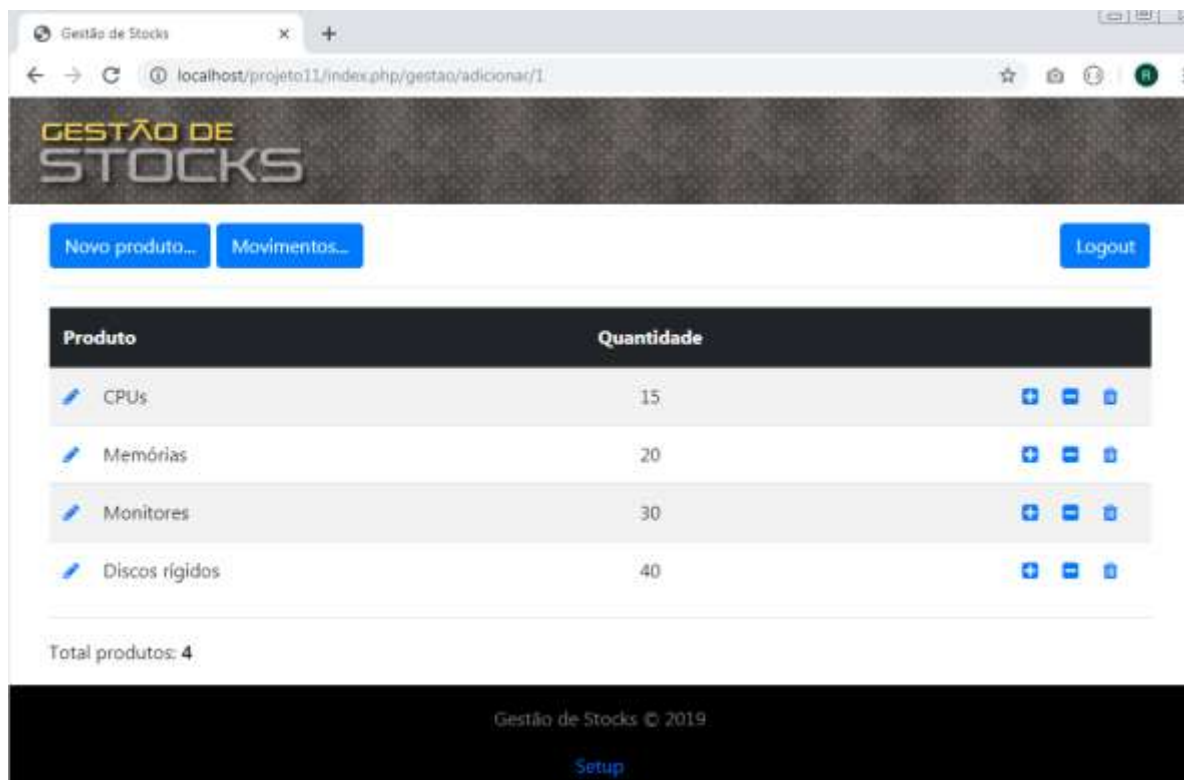 Gestão de Stocks
localhost/projeto11/index.php/gestao/adicionar/1
R
GESTÃO DE
STOCKS
Novo produto... Movimentos... Logout
Produto Quantidade
CPUs 15
Memórias 20
Monitores 30
Discos rígidos 40
Total produtos: 4
Gestão de Stocks © 2019
Setup